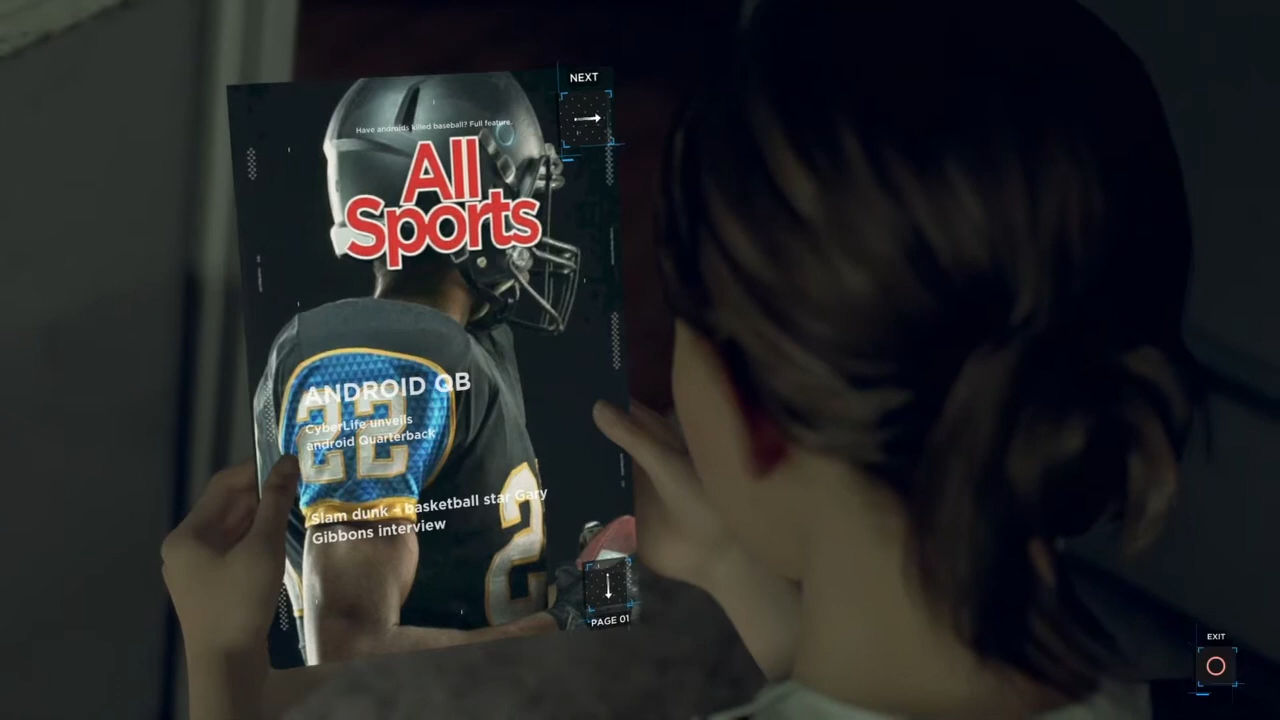 NEXT
Have androids killed baseball? Full feature.
All
Sports
ANDROID QB
22
CyberLife unveils
android Quarterback
Slam dunk - basketball star Gary
Gibbons interview
2
PAGE 01
EXIT